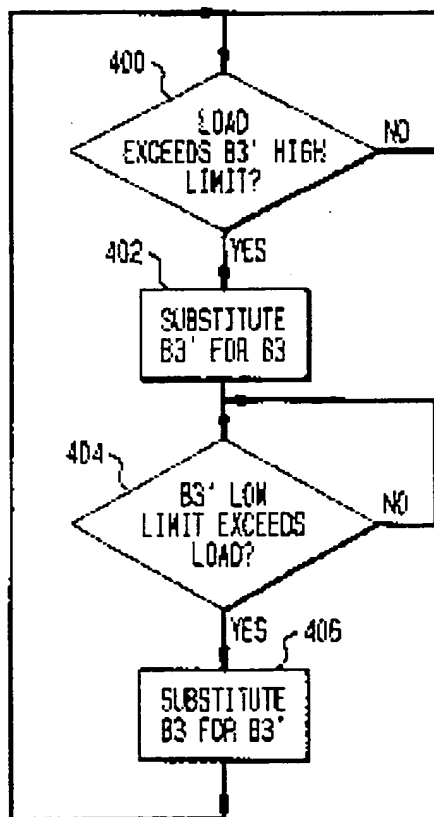 400
LOAD
EXCEEDS B3' HIGH
LIMIT?
NO
YES
402
SUBSTITUTE
B3' FOR B3
404
B3' LOW
LIMIT EXCEEDS
LOAD?
NO
YES
406
SUBSTITUTE
B3 FOR B3'